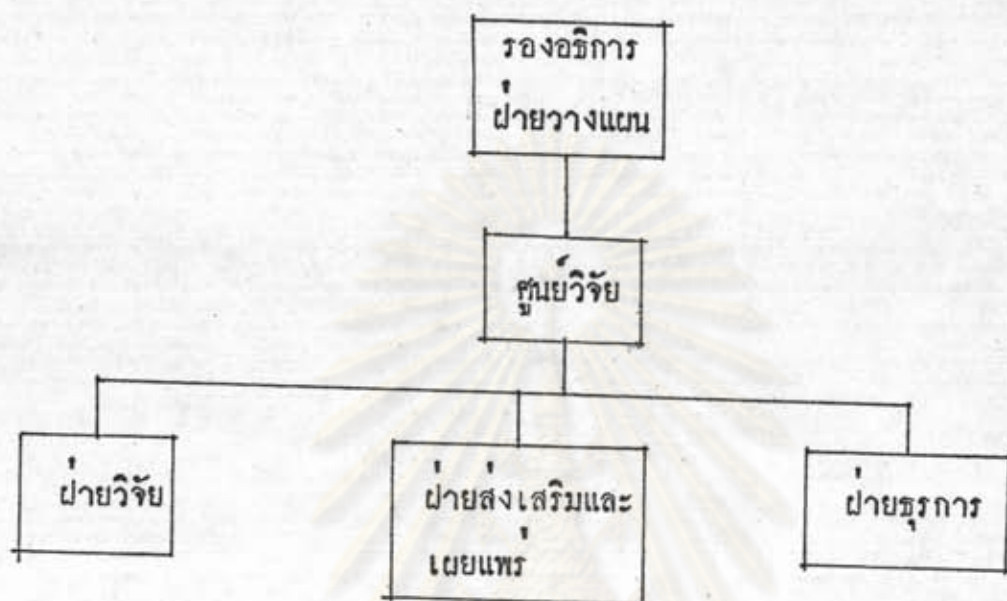 รองอธิการ
ฝ่ายวางแผน
ศูนย์วิจัย
ฝ่ายวิจัย
ฝ่ายส่งเสริมและ
เผยแพร่
ฝ่ายธุรการ